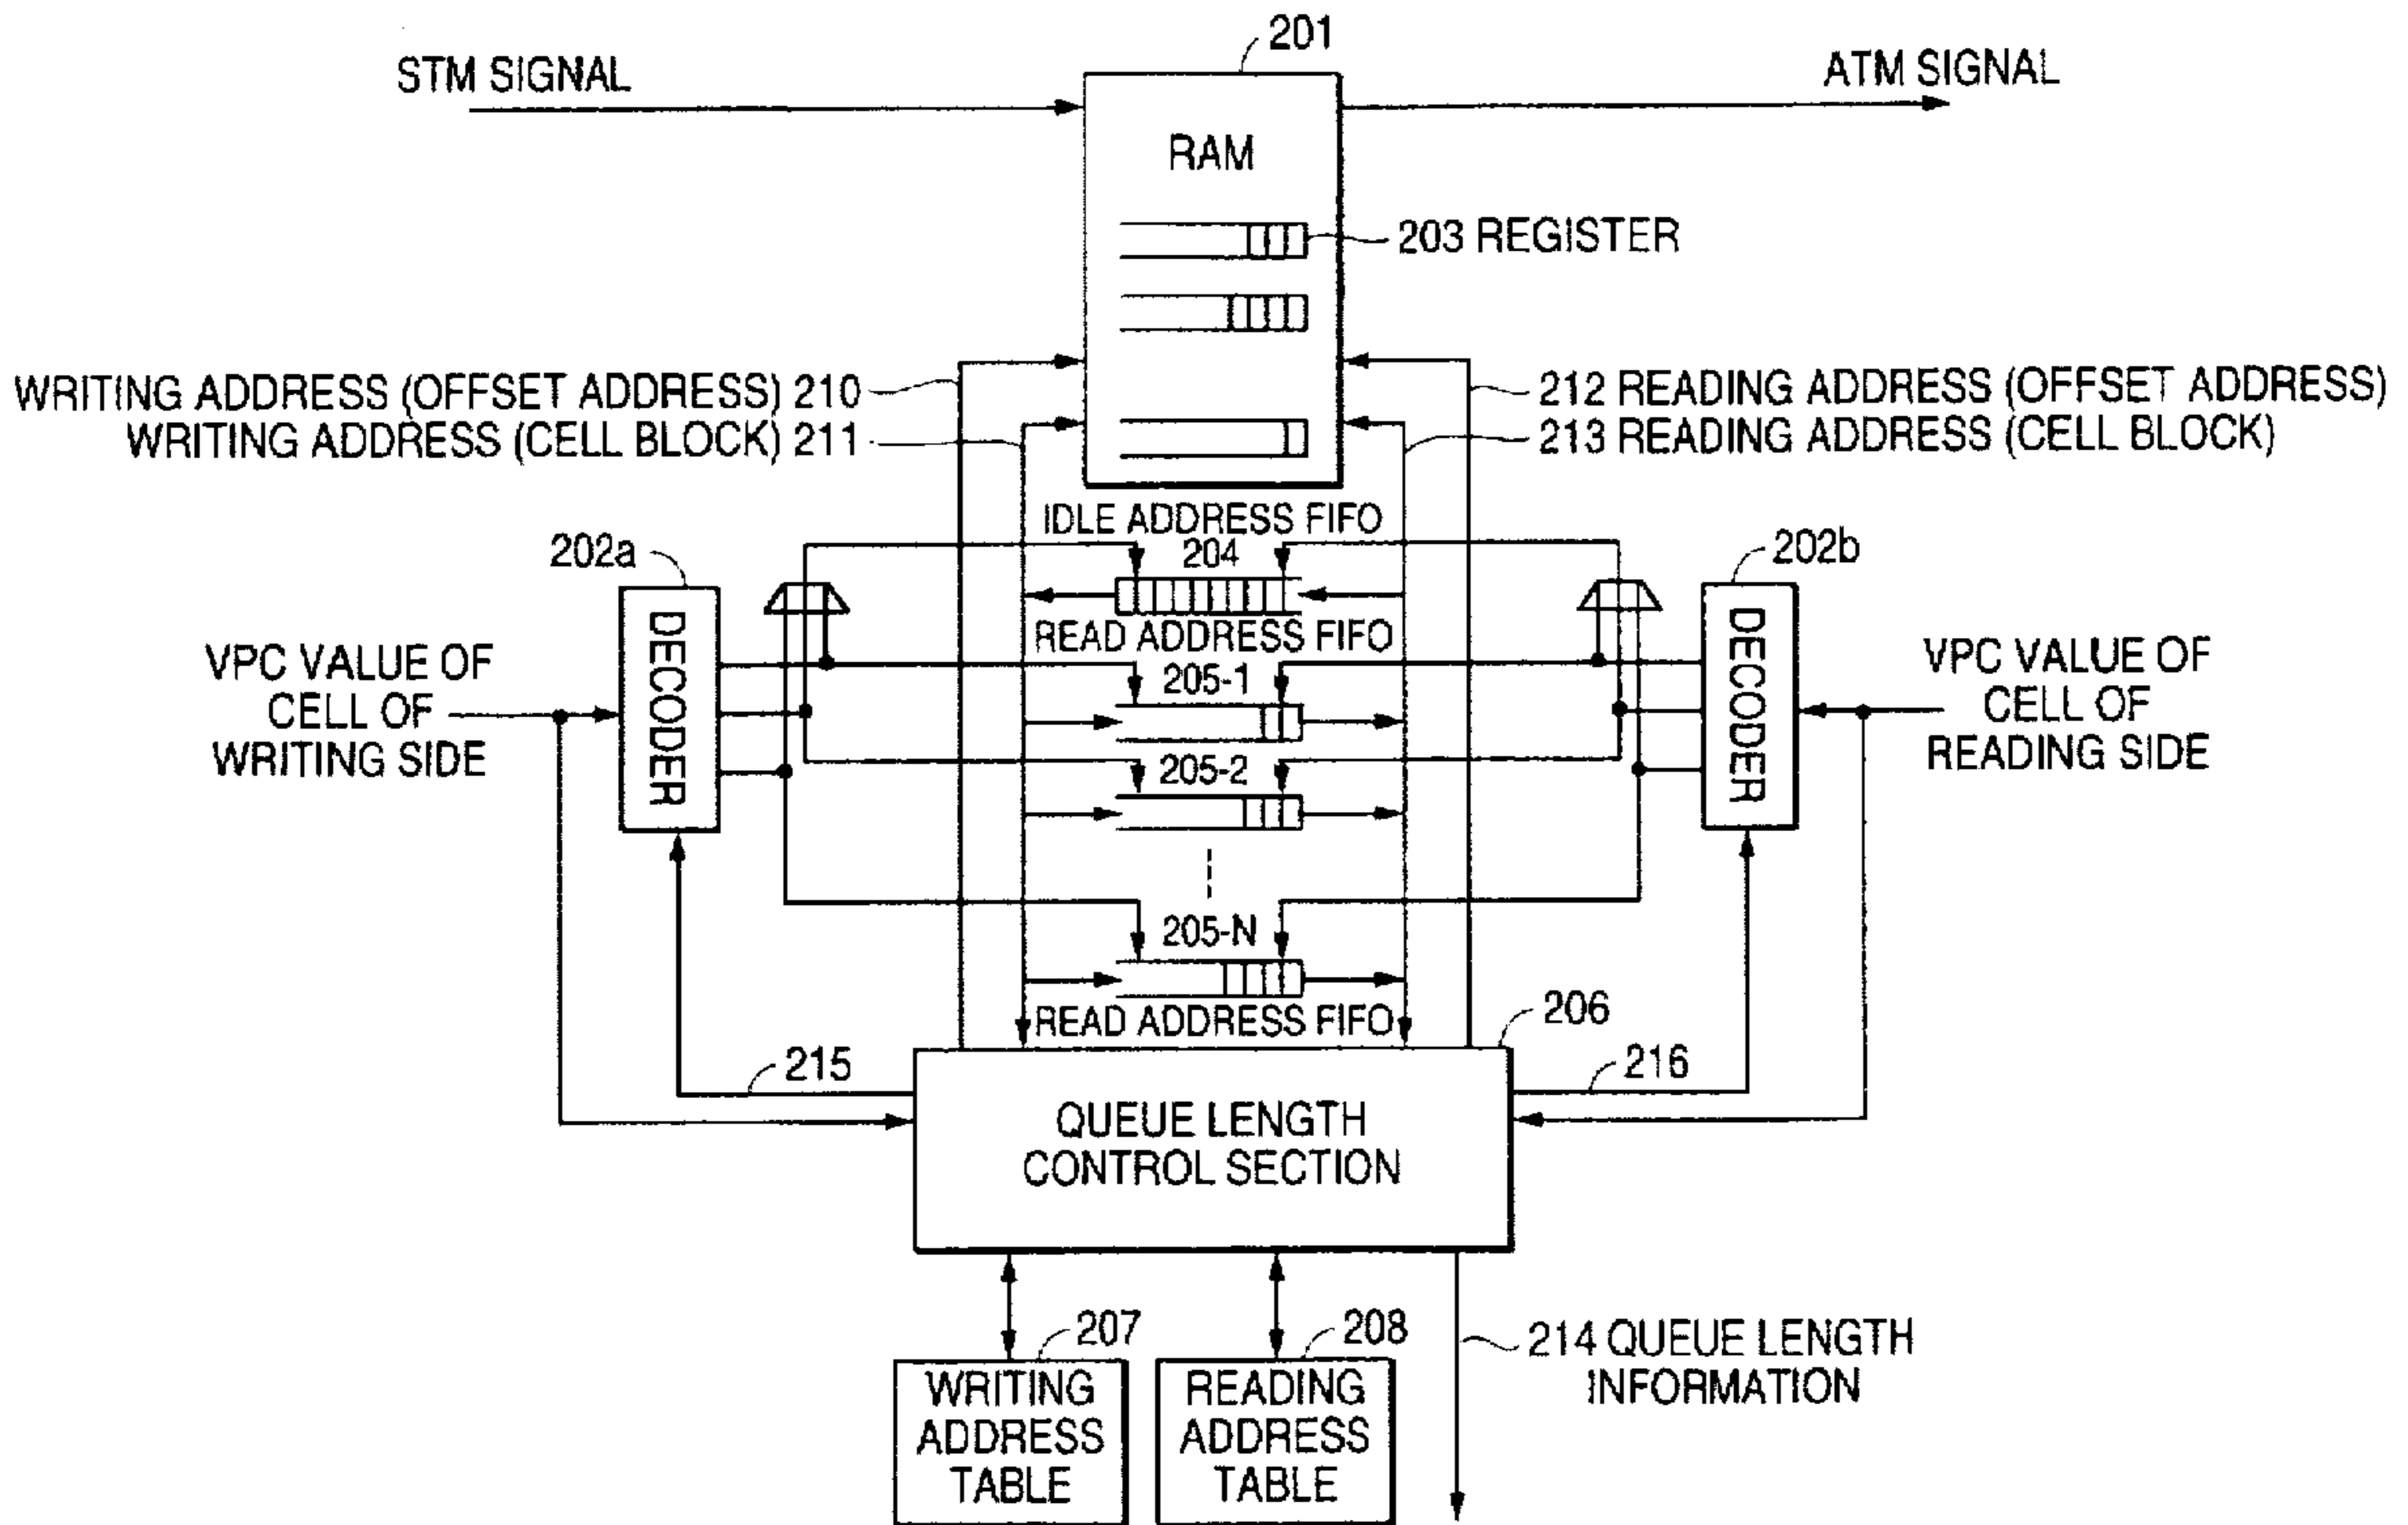 201
STM SIGNAL
ATM SIGNAL
RAM
203 REGISTER
WRITING ADDRESS (OFFSET ADDRESS) 210
WRITING ADDRESS (CELL BLOCK) 211
212 READING ADDRESS (OFFSET ADDRESS)
213 READING ADDRESS (CELL BLOCK)
IDLE ADDRESS FIFO
204
202a
202b
DECODER
DECODER
READ ADDRESS FIFO
205-1
VPC VALUE OF
CELL OF
WRITING SIDE
VPC VALUE OF
CELL OF
READING SIDE
205-2
205-N
READ ADDRESS FIFO
206
215
216
QUEUE LENGTH
CONTROL SECTION
207
208
WRITING
ADDRESS
TABLE
READING
ADDRESS
TABLE
214 QUEUE LENGTH
INFORMATION